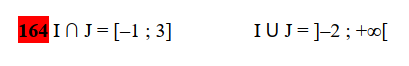 164 I ∩ J = [–1 ; 3] I U J = ]–2 ; +∞[